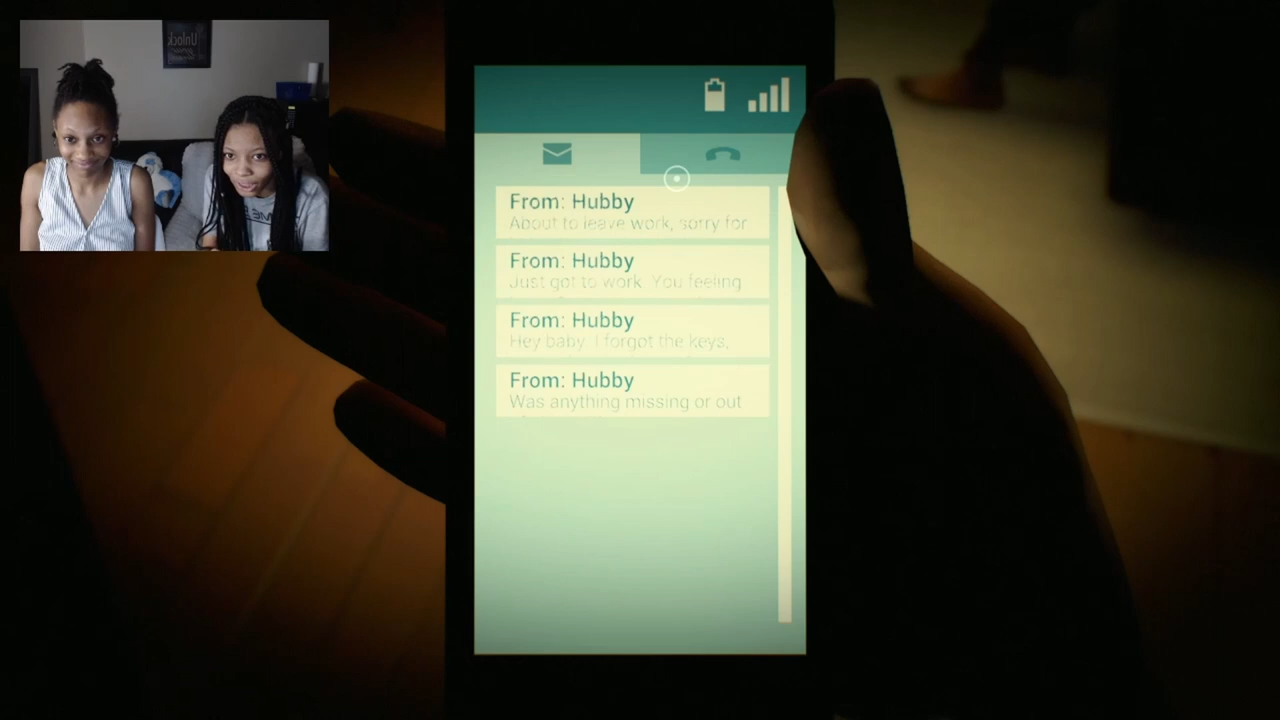 Unlock
From: Hubby
About to leave work, sorry for
From: Hubby
Just got to work. You feeling
From: Hubby
Hey baby. I forgot the keys,
From: Hubby
Was anything missing or out